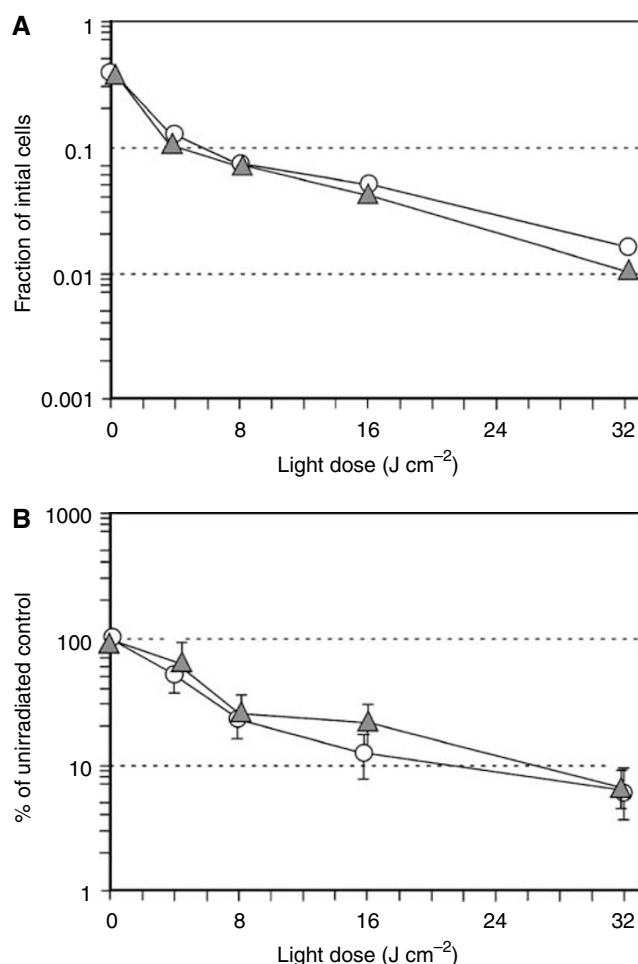 A
1
0.1
0.01
0.001
Fraction of intial cells
0 8 16 24 32
Light dose (J cm⁻²)
B
1000
100
10
1
% of unirradiated control
0 8 16 24 32
Light dose (J cm⁻²)